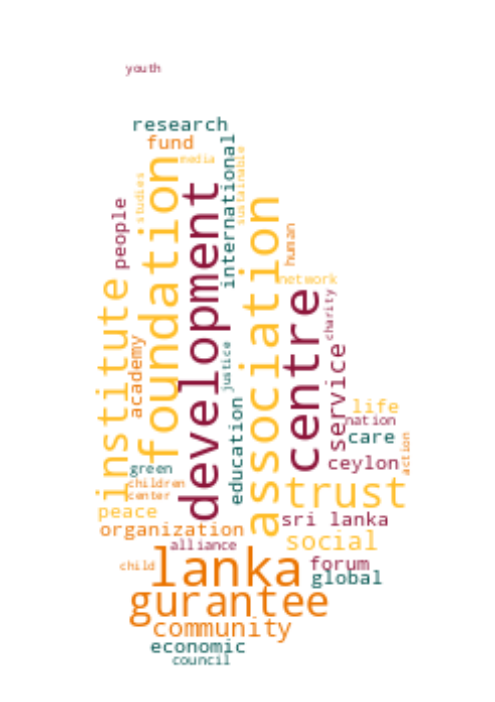 youth
research
fund
media
international
sustainable
studies
people
foundation
development
association
human
network
institute
centre
charity
academy
justice
service
education
life
nation
care
action
green
ceylon
children
center
trust
peace
sri lanka
organization
social
alliance
child
lanka
forum
global
gurantee
community
economic
council